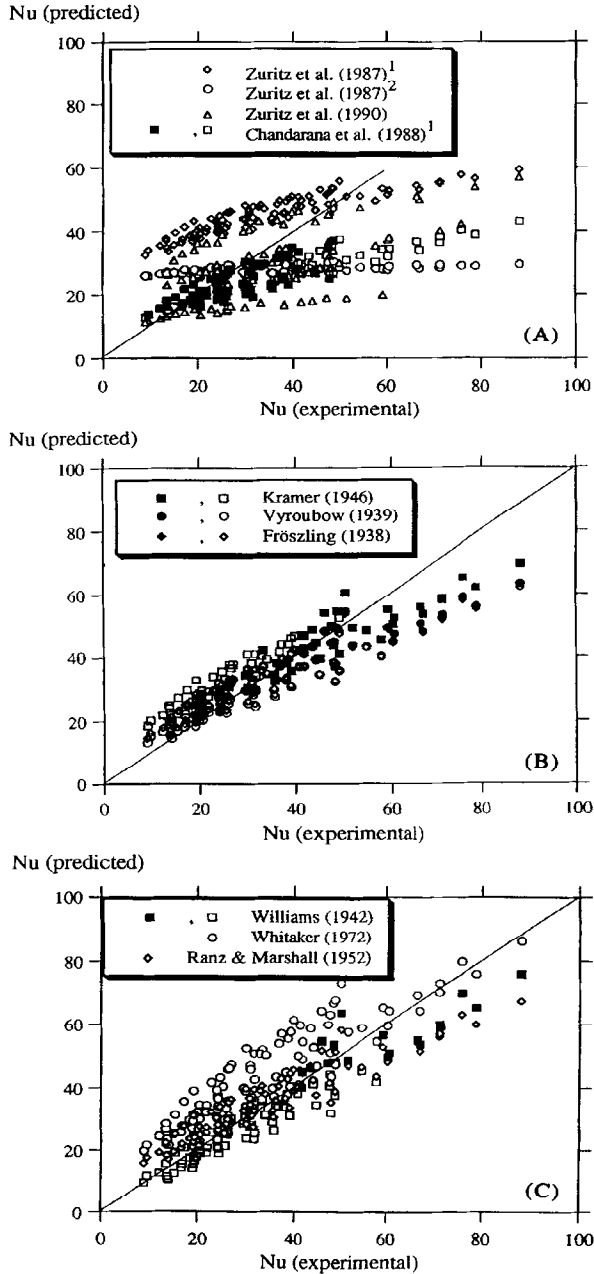 Nu (predicted)
100
Zuritz et al. (1987)1
Zuritz et al. (1987)2
80
Zuritz et al. (1990)
, Chandarana et al. (1988)1
60
40
20
(A)
0
0 20 40 60 80 100
Nu (experimental)
Nu (predicted)
100
, Kramer (1946)
, Vyroubow (1939)
80
, Fröszling (1938)
60
40
20
(B)
0
0 20 40 60 80 100
Nu (experimental)
Nu (predicted)
100
, Williams (1942)
Whitaker (1972)
80
Ranz & Marshall (1952)
60
40
20
(C)
0
0 20 40 60 80 100
Nu (experimental)